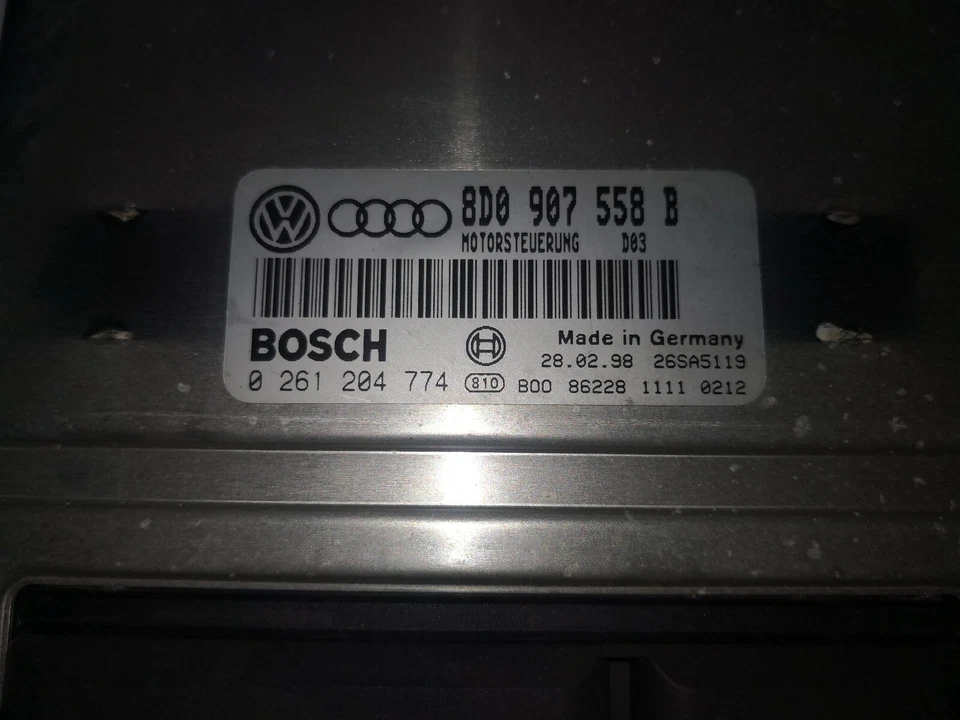 8D0 907 558 B
MOTORSTEUERUNG D03
BOSCH
Made in Germany
28.02.98 26SA5119
0 261 204 774 810 B00 86228 1111 0212